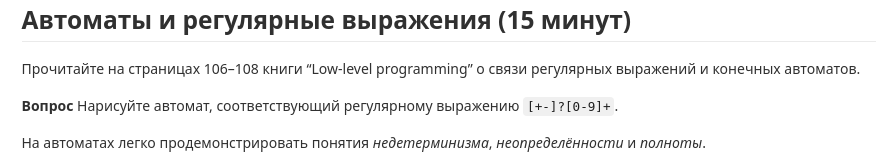 Автоматы и регулярные выражения (15 минут)
Прочитайте на страницах 106–108 книги “Low-level programming” о связи регулярных выражений и конечных автоматов.
Вопрос Нарисуйте автомат, соответствующий регулярному выражению [+-]?[0-9]+.
На автоматах легко продемонстрировать понятия недетерминизма, неопределённости и полноты.